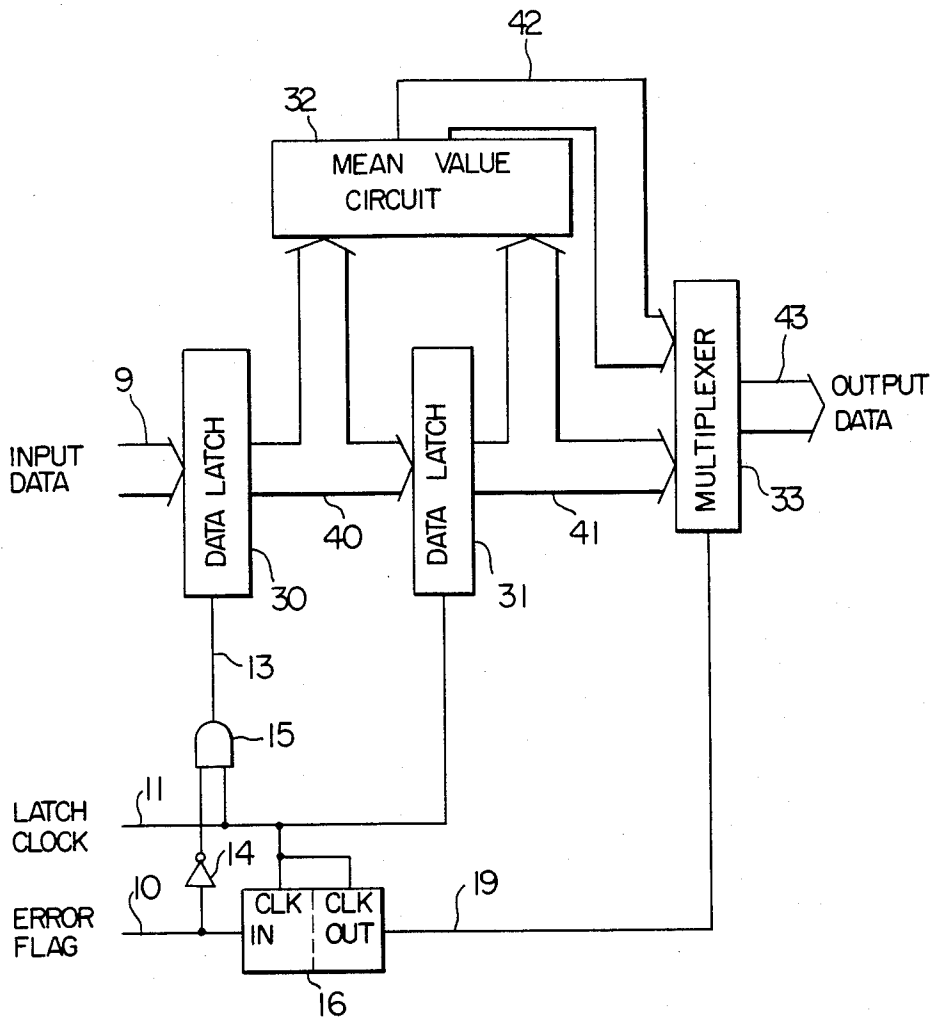 42
32
MEAN VALUE
CIRCUIT
43
OUTPUT
DATA
MULTIPLEXER
33
9
INPUT
DATA
DATA LATCH
30
40
DATA LATCH
31
41
13
15
LATCH
CLOCK
11
14
ERROR
FLAG
10
CLK CLK
IN OUT
16
19